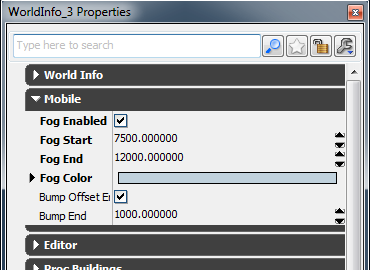 WorldInfo_3 Properties
Type here to search
World Info
Mobile
Fog Enabled
Fog Start 7500.000000
Fog End 12000.000000
Fog Color
Bump Offset En
Bump End 1000.000000
Editor
Proc Buildings